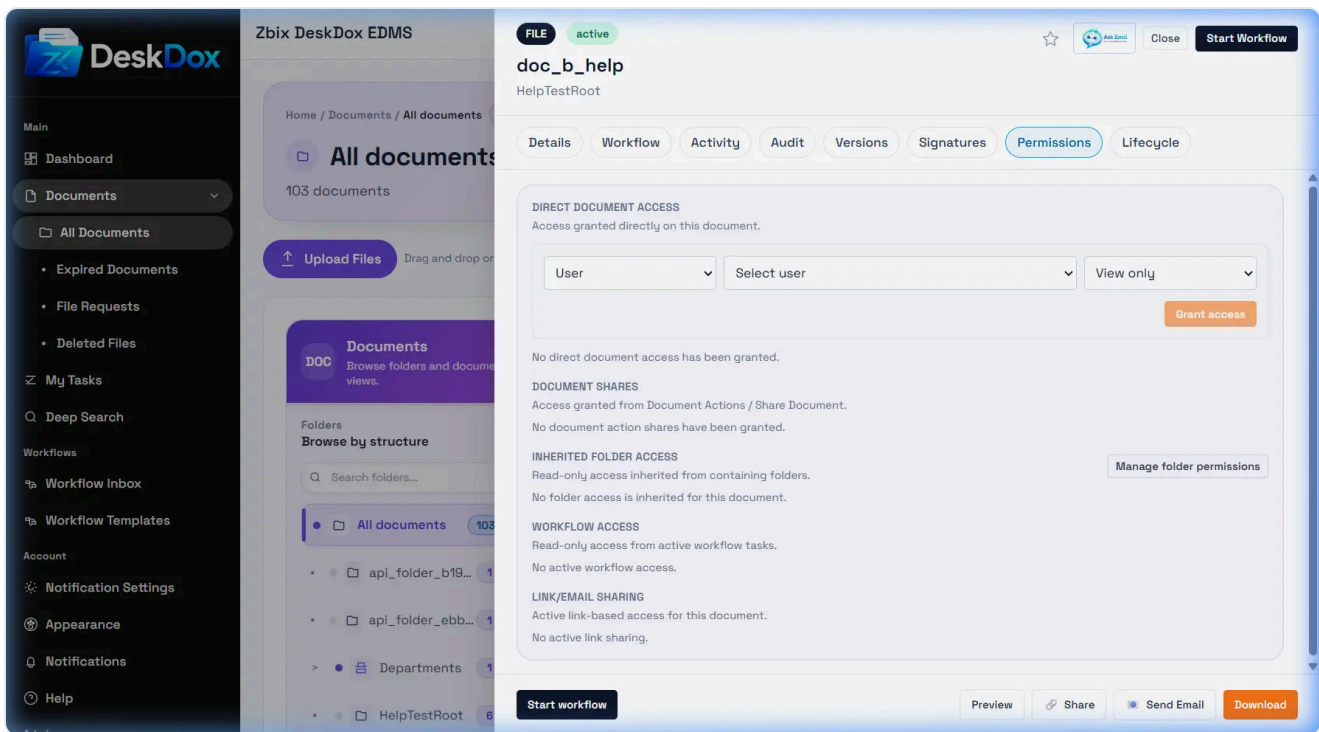 DeskDox
Main
Dashboard
Documents
All Documents
Expired Documents
File Requests
Deleted Files
My Tasks
Deep Search
Workflows
Workflow Inbox
Workflow Templates
Account
Notification Settings
Appearance
Notifications
Help
Zbix DeskDox EDMS
Home / Documents / All documents
All documents
103 documents
Upload Files
Drag and drop or
DOC
Documents
Browse folders and docume
views.
Folders
Browse by structure
Search folders...
All documents 103
api_folder_b19... 1
api_folder_ebb... 1
Departments 1
HelpTestRoot 6
FILE active
Close
Start Workflow
doc_b_help
HelpTestRoot
Details Workflow Activity Audit Versions Signatures Permissions Lifecycle
DIRECT DOCUMENT ACCESS
Access granted directly on this document.
User Select user View only
Grant access
No direct document access has been granted.
DOCUMENT SHARES
Access granted from Document Actions / Share Document.
No document action shares have been granted.
INHERITED FOLDER ACCESS
Read-only access inherited from containing folders.
Manage folder permissions
No folder access is inherited for this document.
WORKFLOW ACCESS
Read-only access from active workflow tasks.
No active workflow access.
LINK/EMAIL SHARING
Active link-based access for this document.
No active link sharing.
Start workflow
Preview Share Send Email Download